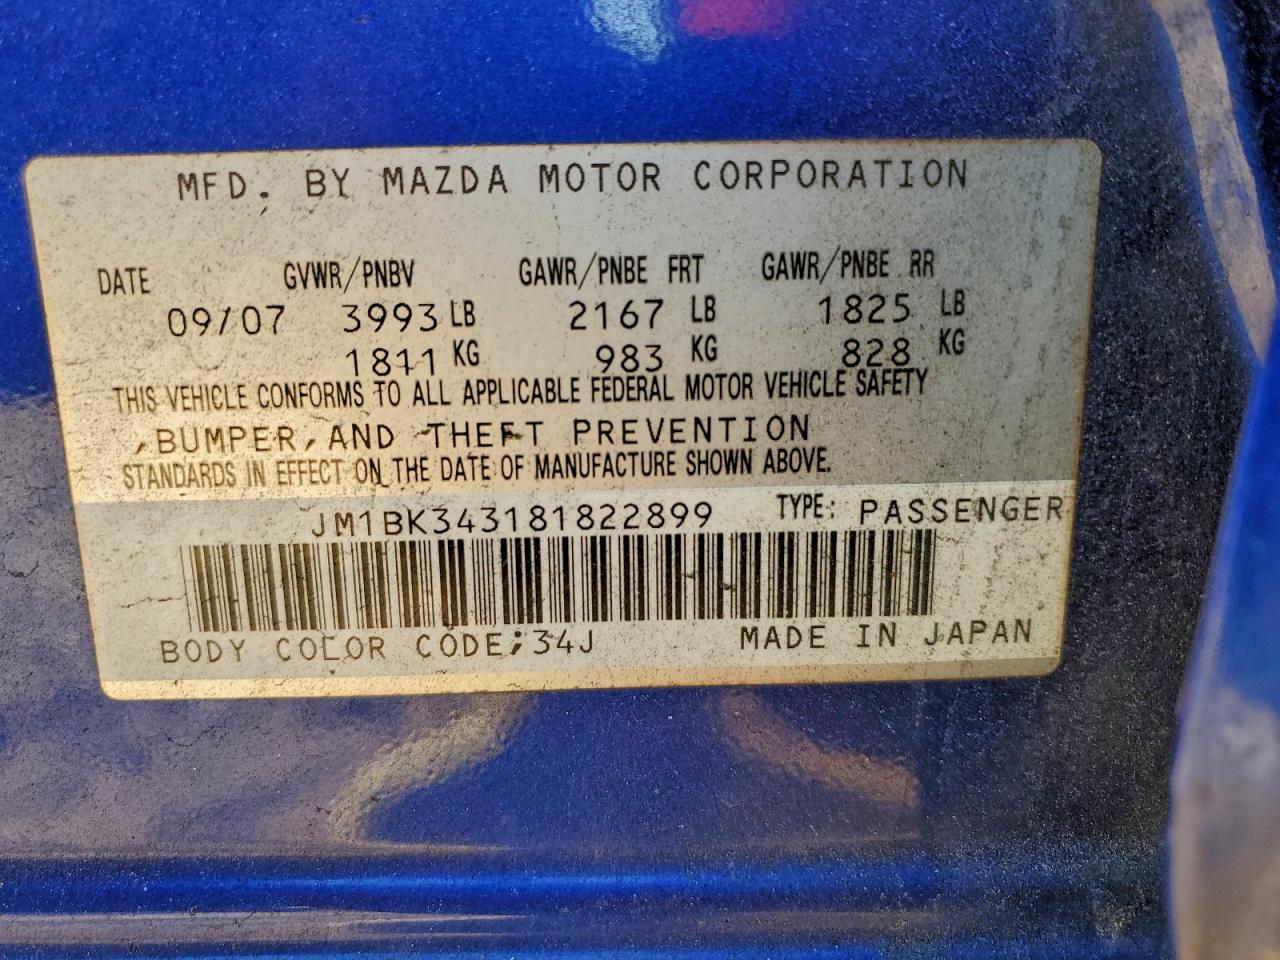 MFD. BY MAZDA MOTOR CORPORATION
DATE GVWR/PNBV GAWR/PNBE FRT GAWR/PNBE RR
09/07 3993 LB 2167 LB 1825 LB
1811 KG 983 KG 828 KG
THIS VEHICLE CONFORMS TO ALL APPLICABLE FEDERAL MOTOR VEHICLE SAFETY
,BUMPER,AND THEFT PREVENTION
STANDARDS IN EFFECT ON THE DATE OF MANUFACTURE SHOWN ABOVE.
JM1BK343181822899 TYPE: PASSENGER
BODY COLOR CODE;34J MADE IN JAPAN